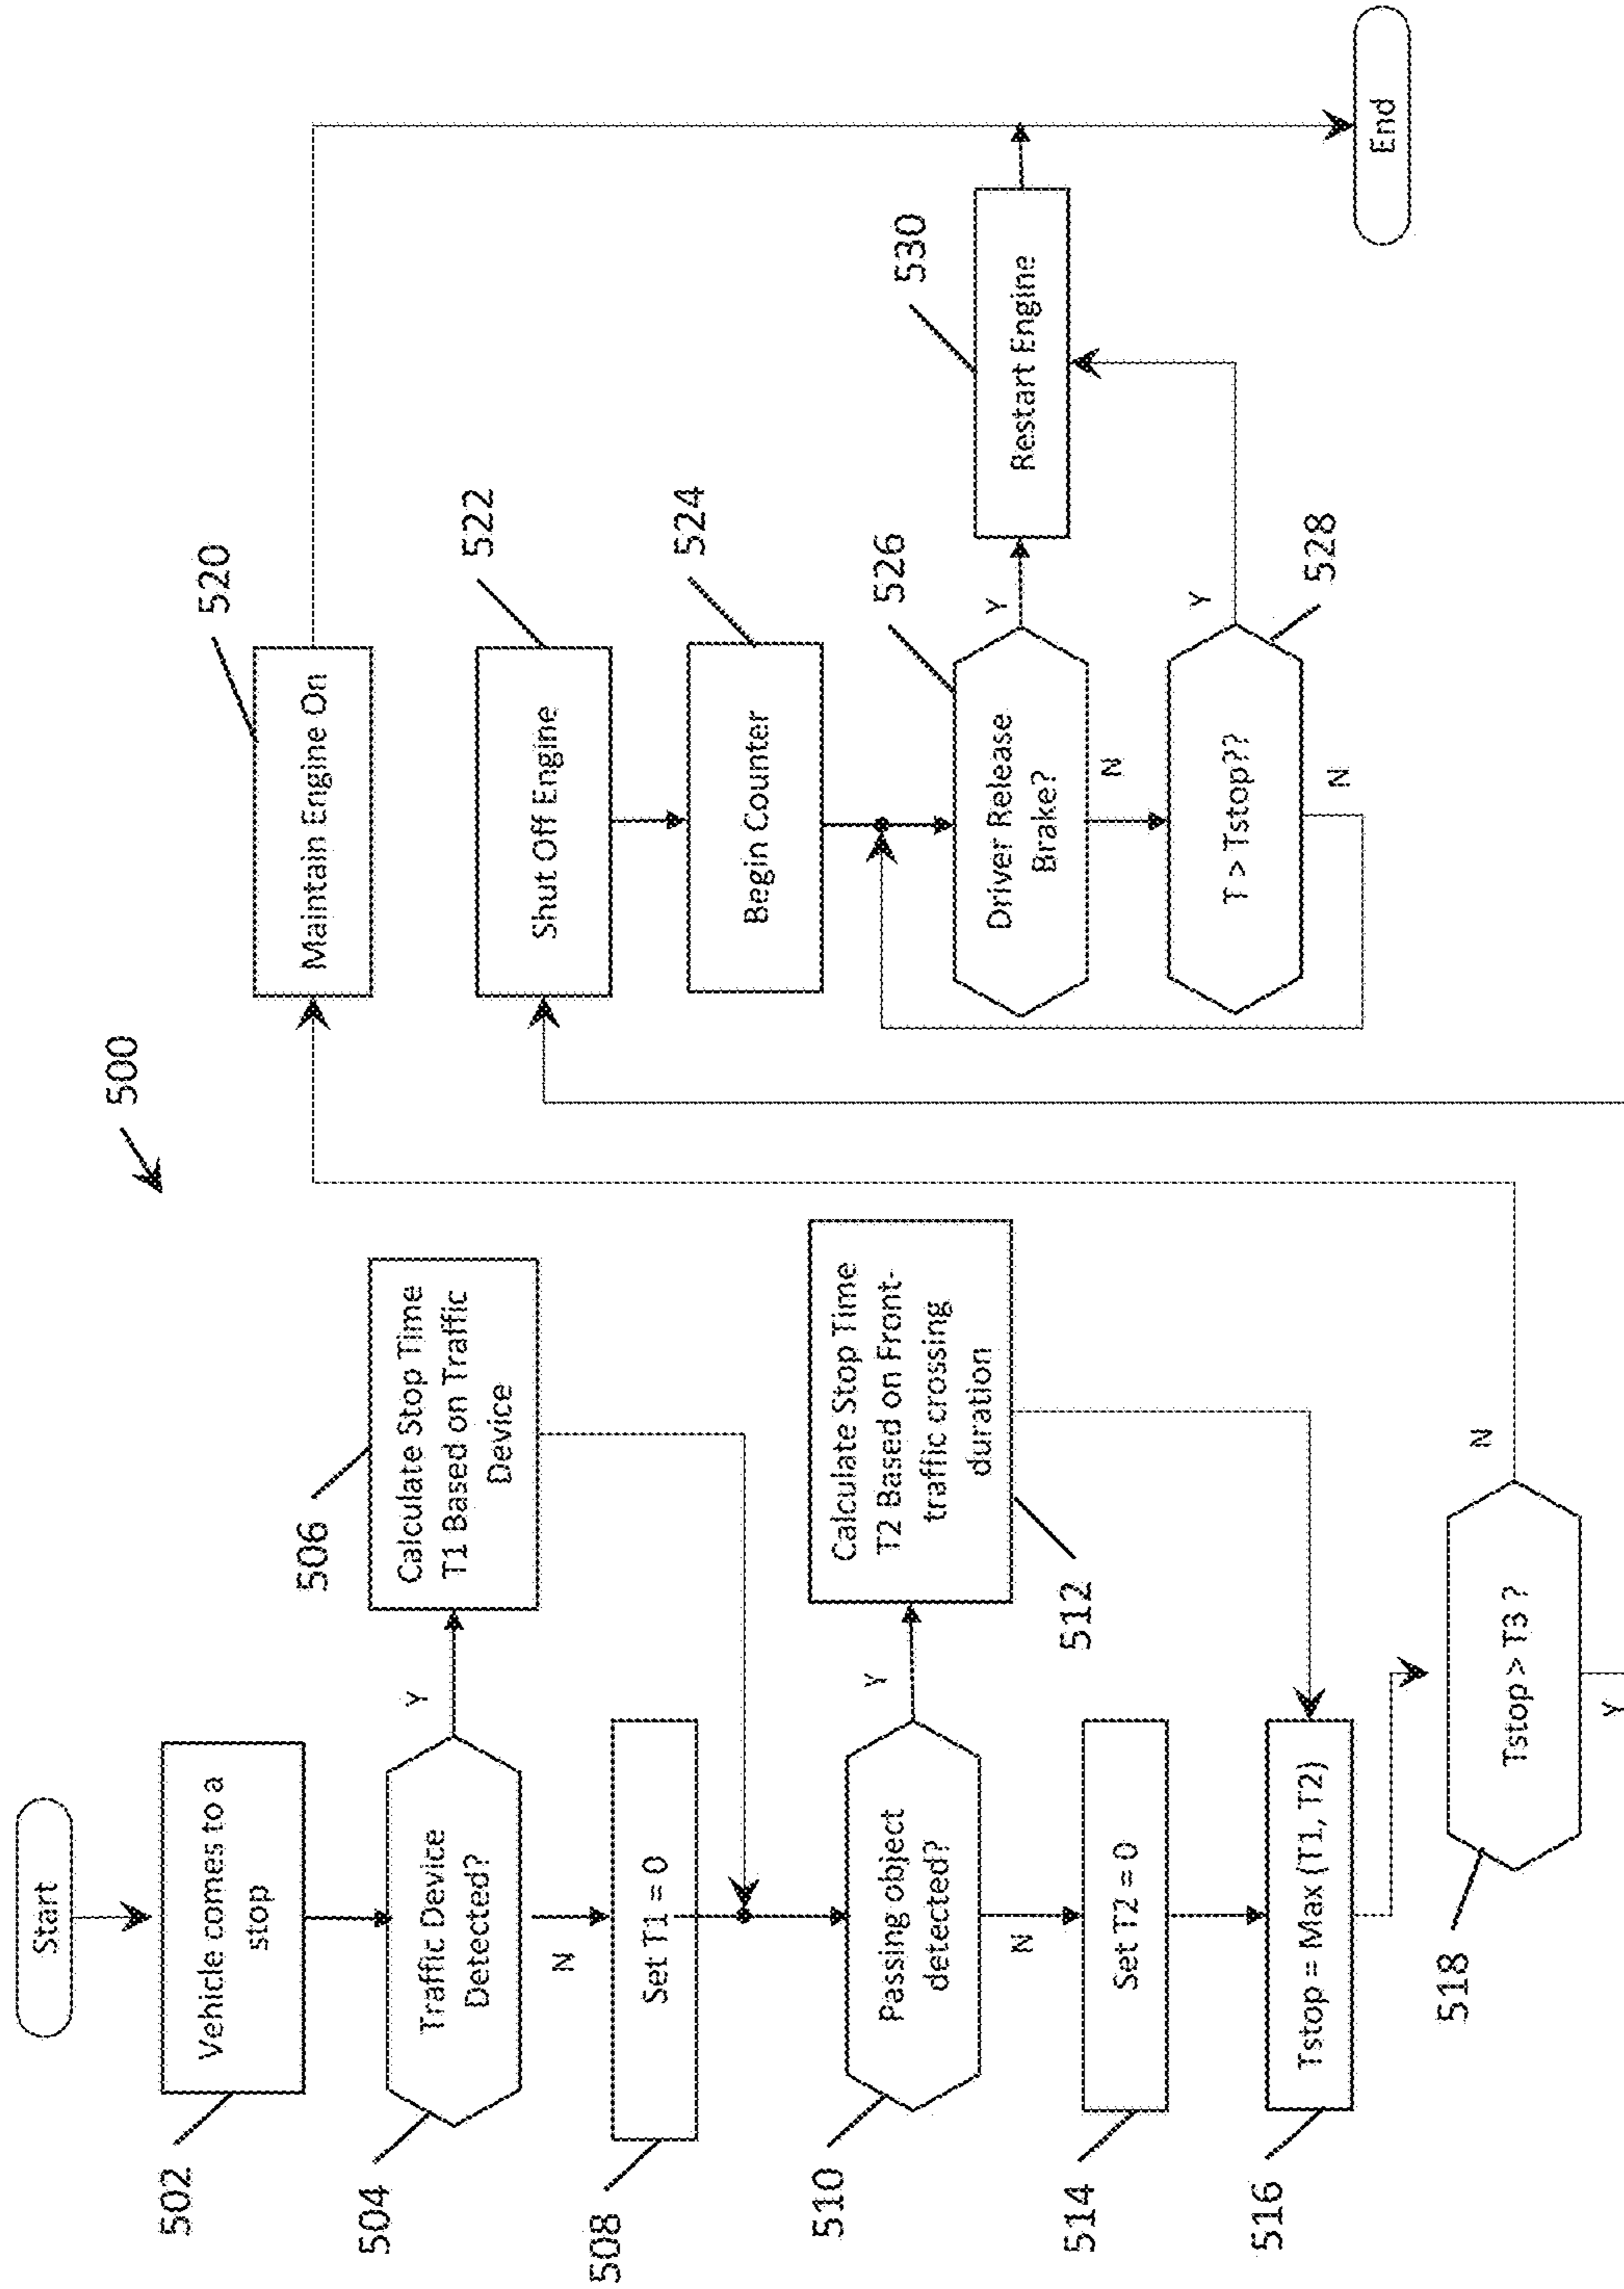 500
Start
502
Vehicle comes to a
stop
504
Traffic Device
Detected?
Y
N
506
Calculate Stop Time
T1 Based on Traffic
Device
508
Set T1 = 0
510
Passing object
detected?
Y
N
512
Calculate Stop Time
T2 Based on Front-
traffic crossing
duration
514
Set T2 = 0
516
Tstop = Max (T1, T2)
518
Tstop > T3 ?
N
Y
520
Maintain Engine On
522
Shut Off Engine
524
Begin Counter
526
Driver Release
Brake?
Y
N
528
T > Tstop??
Y
N
530
Restart Engine
End